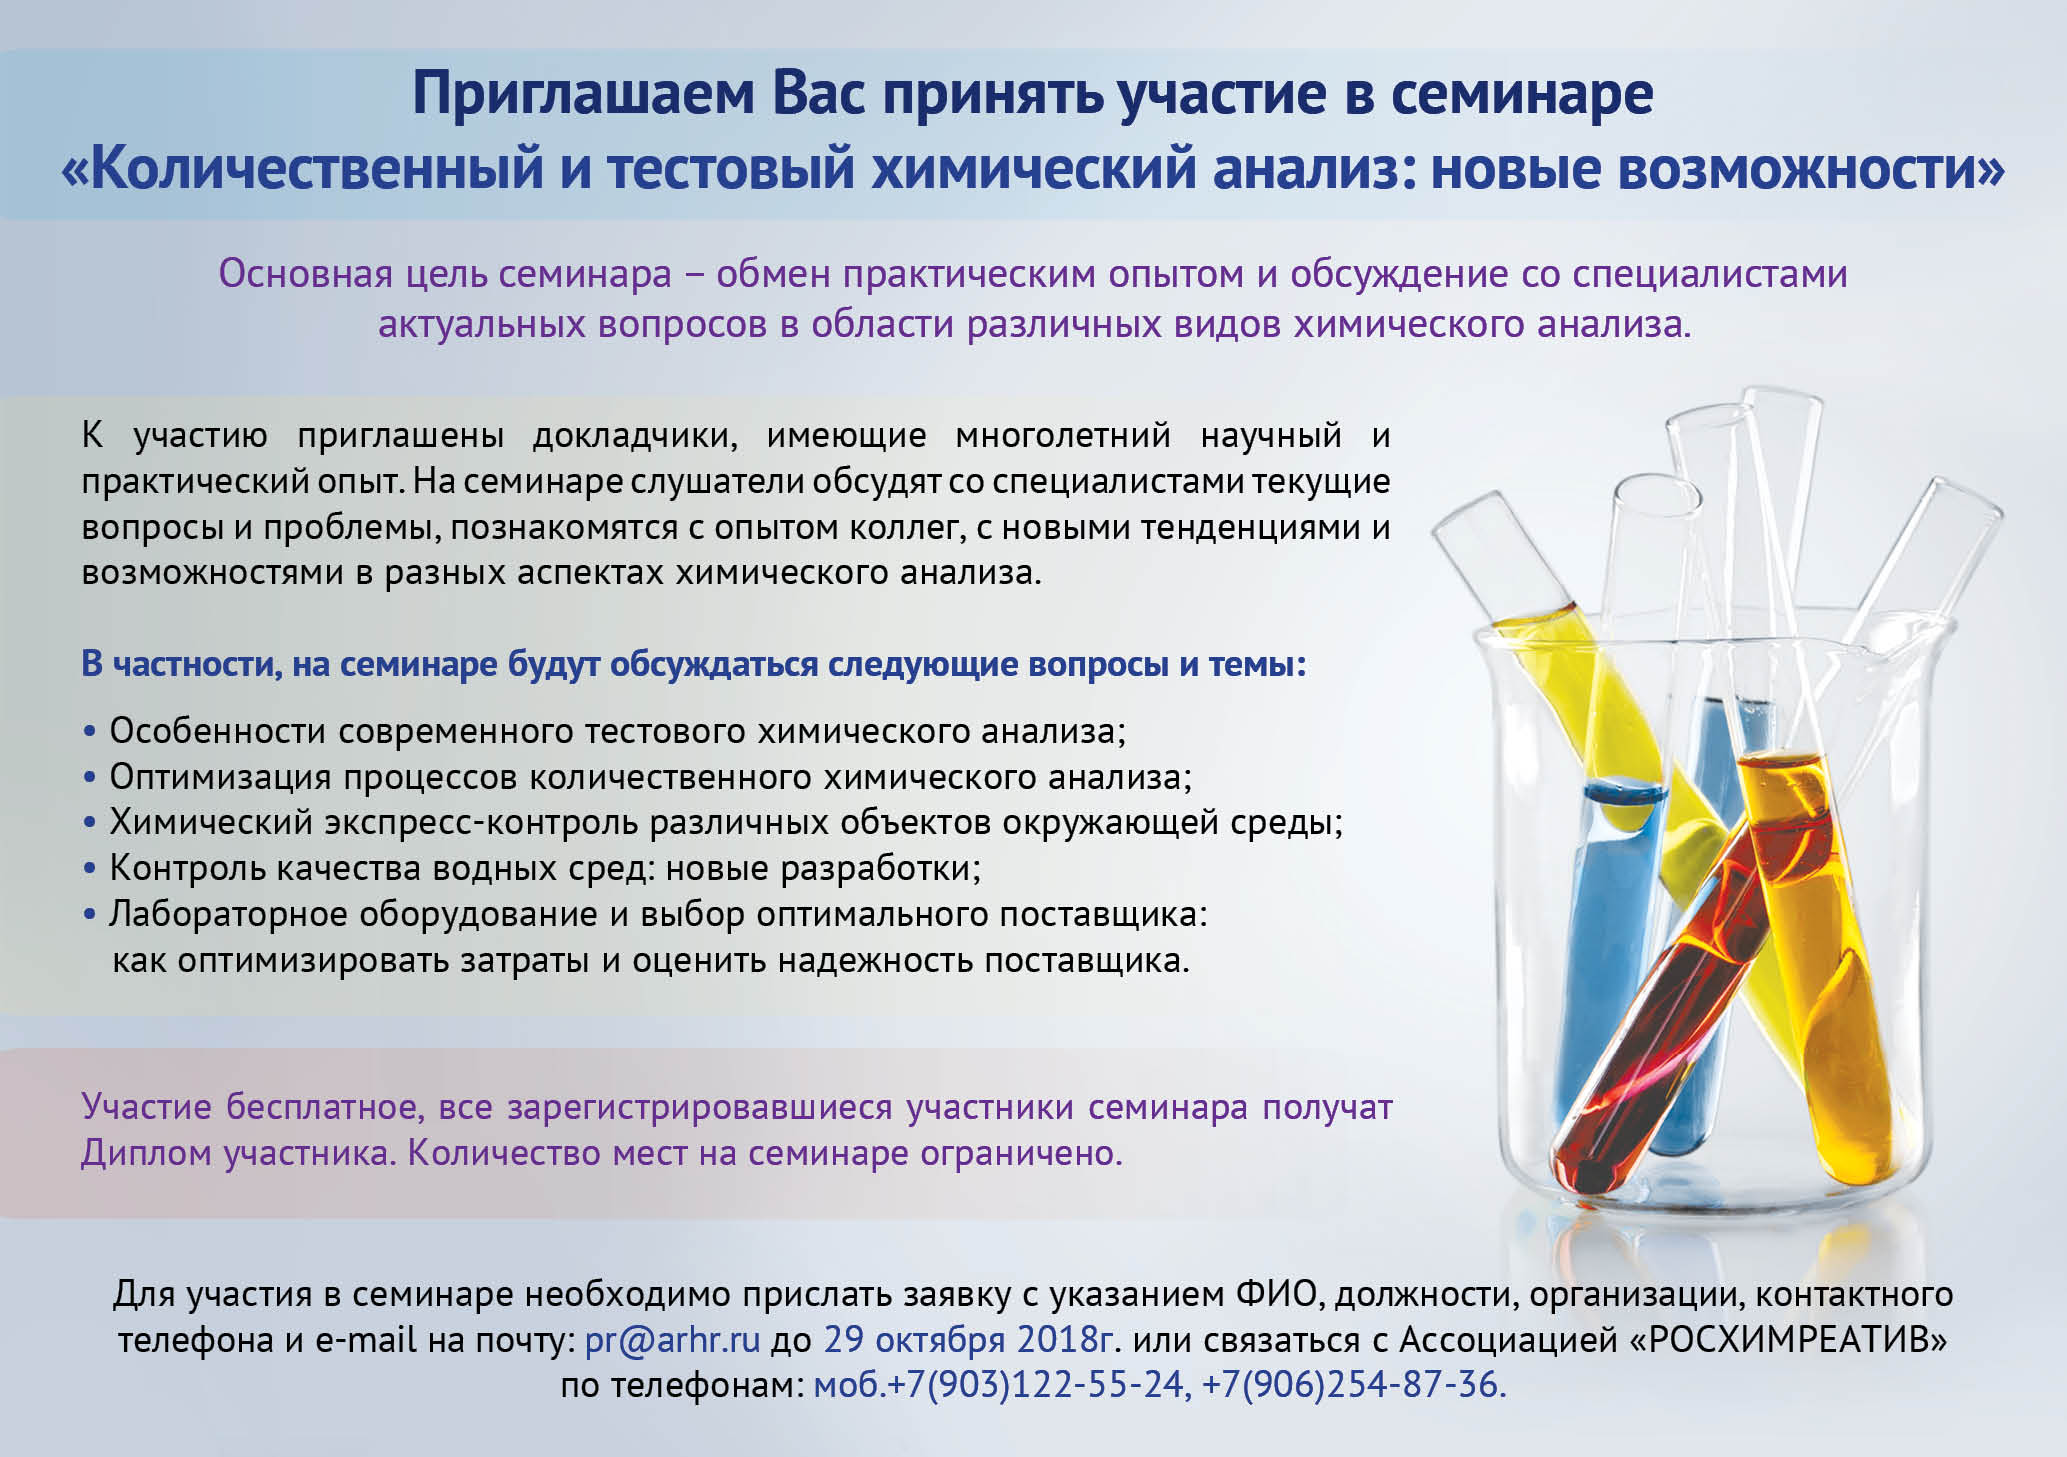 Приглашаем Вас принять участие в семинаре
«Количественный и тестовый химический анализ: новые возможности»
Основная цель семинара – обмен практическим опытом и обсуждение со специалистами
актуальных вопросов в области различных видов химического анализа.
К участию приглашены докладчики, имеющие многолетний научный и
практический опыт. На семинаре слушатели обсудят со специалистами текущие
вопросы и проблемы, познакомятся с опытом коллег, с новыми тенденциями и
возможностями в разных аспектах химического анализа.
В частности, на семинаре будут обсуждаться следующие вопросы и темы:
• Особенности современного тестового химического анализа;
• Оптимизация процессов количественного химического анализа;
• Химический экспресс-контроль различных объектов окружающей среды;
• Контроль качества водных сред: новые разработки;
• Лабораторное оборудование и выбор оптимального поставщика:
как оптимизировать затраты и оценить надежность поставщика.
Участие бесплатное, все зарегистрировавшиеся участники семинара получат
Диплом участника. Количество мест на семинаре ограничено.
Для участия в семинаре необходимо прислать заявку с указанием ФИО, должности, организации, контактного
телефона и e-mail на почту: pr@arhr.ru до 29 октября 2018г. или связаться с Ассоциацией «РОСХИМРЕАТИВ»
по телефонам: моб.+7(903)122-55-24, +7(906)254-87-36.